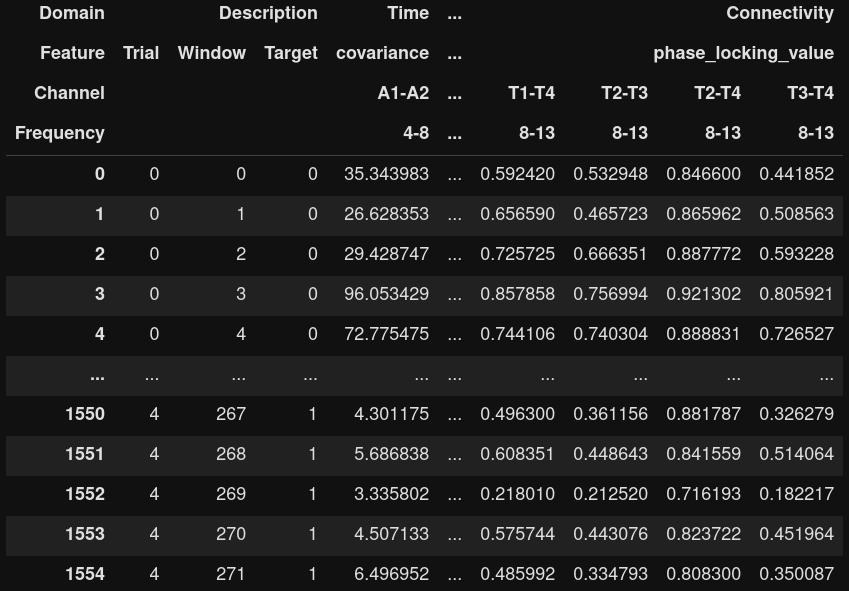 Domain Description Time ... Connectivity
Feature Trial Window Target covariance ... phase_locking_value
Channel A1-A2 ... T1-T4 T2-T3 T2-T4 T3-T4
Frequency 4-8 ... 8-13 8-13 8-13 8-13
0 0 0 0 35.343983 ... 0.592420 0.532948 0.846600 0.441852
1 0 1 0 26.628353 ... 0.656590 0.465723 0.865962 0.508563
2 0 2 0 29.428747 ... 0.725725 0.666351 0.887772 0.593228
3 0 3 0 96.053429 ... 0.857858 0.756994 0.921302 0.805921
4 0 4 0 72.775475 ... 0.744106 0.740304 0.888831 0.726527
... ... ... ... ... ... ... ... ... ...
1550 4 267 1 4.301175 ... 0.496300 0.361156 0.881787 0.326279
1551 4 268 1 5.686838 ... 0.608351 0.448643 0.841559 0.514064
1552 4 269 1 3.335802 ... 0.218010 0.212520 0.716193 0.182217
1553 4 270 1 4.507133 ... 0.575744 0.443076 0.823722 0.451964
1554 4 271 1 6.496952 ... 0.485992 0.334793 0.808300 0.350087